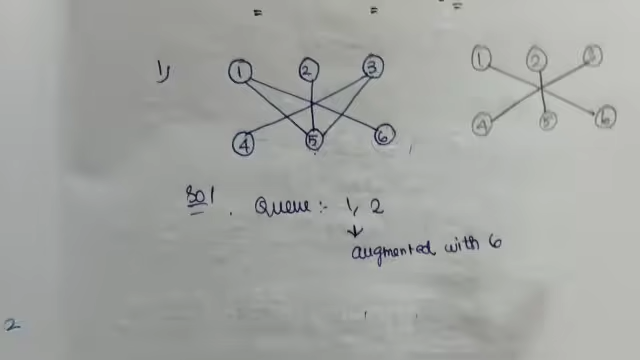 = = =
1,
1 2 3 1 2 3
4 5 6 4 5 6
Sol. Queue :- 1, 2
augmented with 6
2